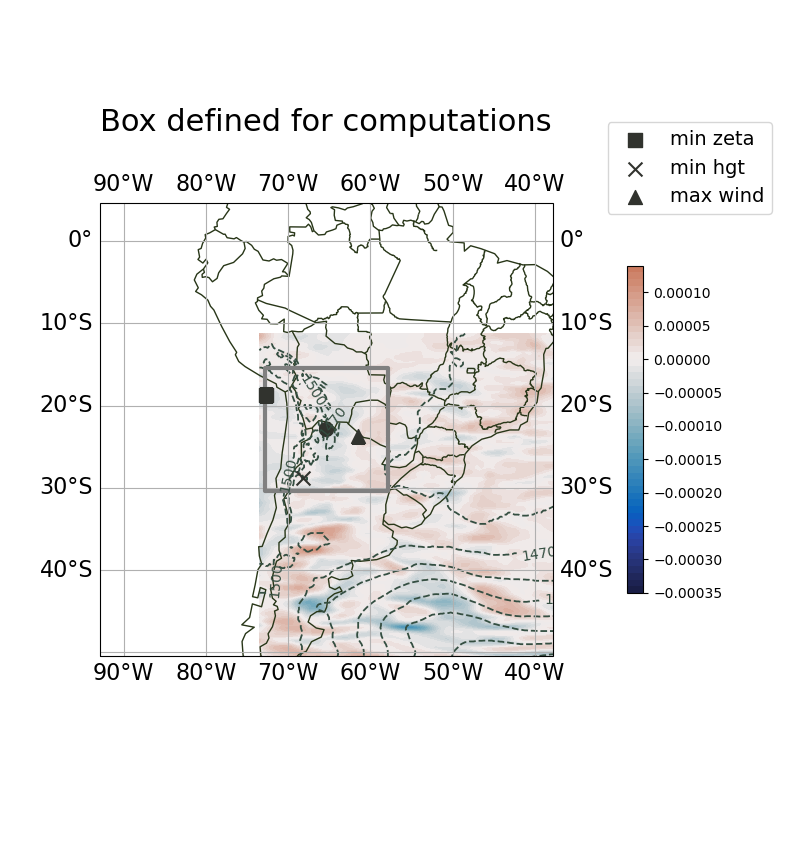 Box defined for computations
min zeta
min hgt
max wind
90°W 80°W 70°W 60°W 50°W 40°W
0° 0°
10°S 10°S
20°S 20°S
30°S 30°S
40°S 40°S
1500
1500
1500
1470
90°W 80°W 70°W 60°W 50°W 40°W
0.00010
0.00005
0.00000
−0.00005
−0.00010
−0.00015
−0.00020
−0.00025
−0.00030
−0.00035